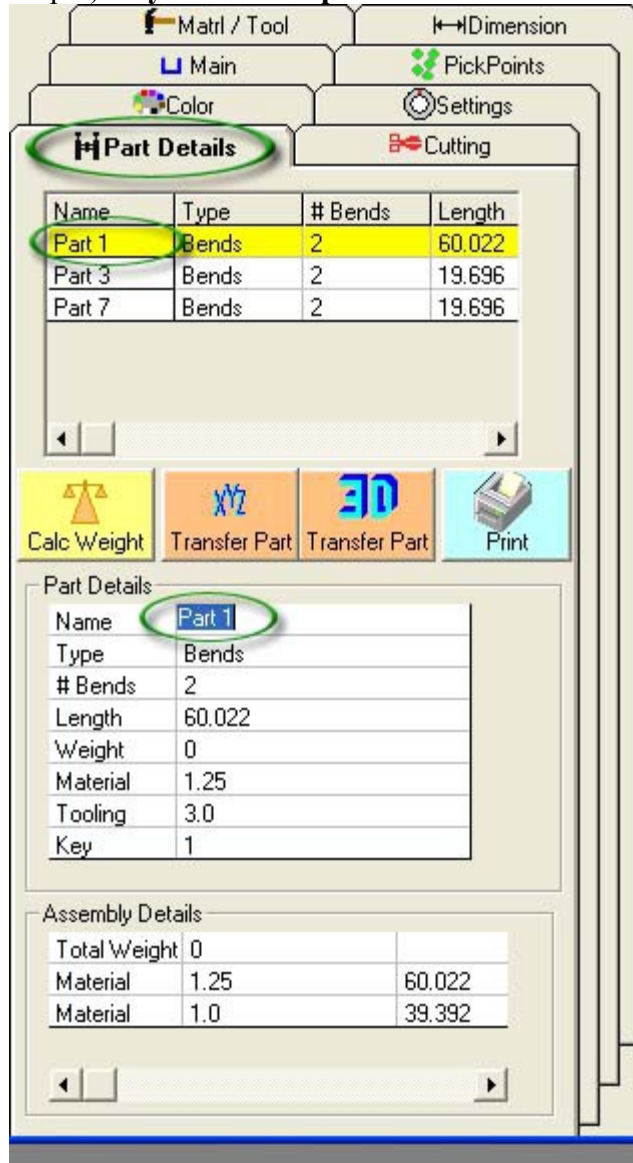 Matrl / Tool Dimension
Main PickPoints
Color Settings
Part Details Cutting
Name Type # Bends Length
Part 1 Bends 2 60.022
Part 3 Bends 2 19.696
Part 7 Bends 2 19.696
XYZ 3D
Calc Weight Transfer Part Transfer Part Print
Part Details
Name Part 1
Type Bends
# Bends 2
Length 60.022
Weight 0
Material 1.25
Tooling 3.0
Key 1
Assembly Details
Total Weight 0
Material 1.25 60.022
Material 1.0 39.392